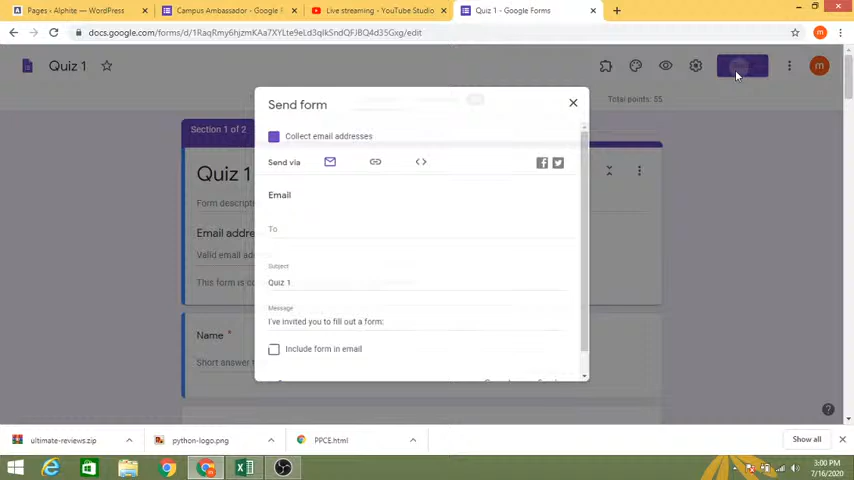 Pages ‹ Alphite — WordPress
Campus Ambassador - Google F
Live streaming - YouTube Studio
Quiz 1 - Google Forms
docs.google.com/forms/d/1RaqRmy6hjzmKAa7XYLte9eLd3qlkSndQFJBQ4d35Gxg/edit
Quiz 1
m
Total points: 55
Section 1 of 2
Quiz 1
Form descripti
Email addre
Valid email ad
This form is co
Name *
Short answer t
Send form
Collect email addresses
Send via
Email
To
Subject
Quiz 1
Message
I've invited you to fill out a form:
Include form in email
ultimate-reviews.zip
python-logo.png
PPCE.html
Show all
3:00 PM
7/16/2020